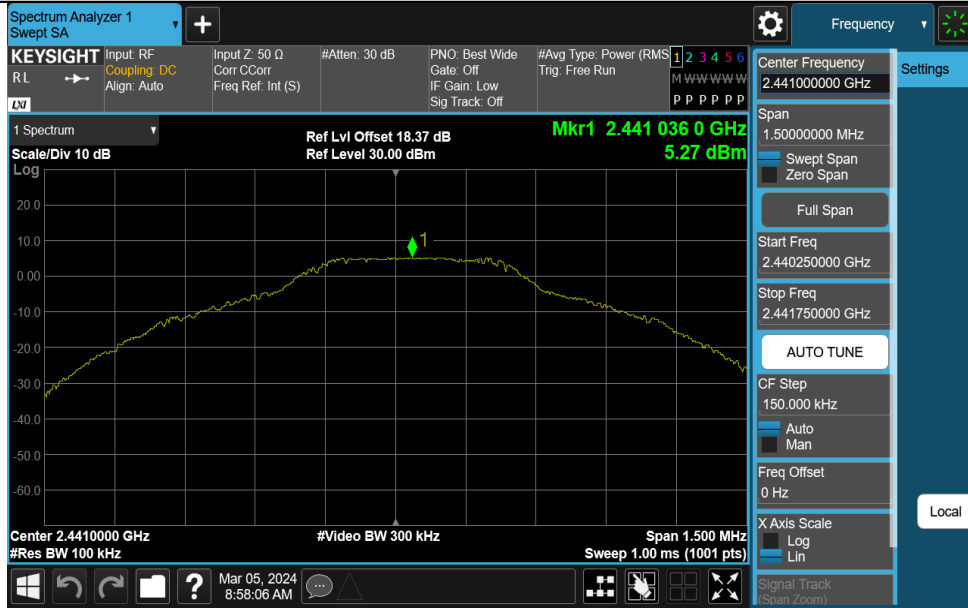 Spectrum Analyzer 1
Swept SA
Frequency
KEYSIGHT
RL
LXI
Input: RF
Coupling: DC
Align: Auto
Input Z: 50 Ω
Corr CCorr
Freq Ref: Int (S)
#Atten: 30 dB
PNO: Best Wide
Gate: Off
IF Gain: Low
Sig Track: Off
#Avg Type: Power (RMS
Trig: Free Run
1 2 3 4 5 6
M W W W W W
P P P P P P
1 Spectrum
Scale/Div 10 dB
Ref Lvl Offset 18.37 dB
Ref Level 30.00 dBm
Mkr1 2.441 036 0 GHz
5.27 dBm
Log
20.0
10.0
0.00
-10.0
-20.0
-30.0
-40.0
-50.0
-60.0
1
Center 2.4410000 GHz
#Res BW 100 kHz
#Video BW 300 kHz
Span 1.500 MHz
Sweep 1.00 ms (1001 pts)
Center Frequency
2.441000000 GHz
Span
1.50000000 MHz
Swept Span
Zero Span
Full Span
Start Freq
2.440250000 GHz
Stop Freq
2.441750000 GHz
AUTO TUNE
CF Step
150.000 kHz
Auto
Man
Freq Offset
0 Hz
X Axis Scale
Log
Lin
Signal Track
(Span Zoom)
Settings
Local
?
Mar 05, 2024
8:58:06 AM